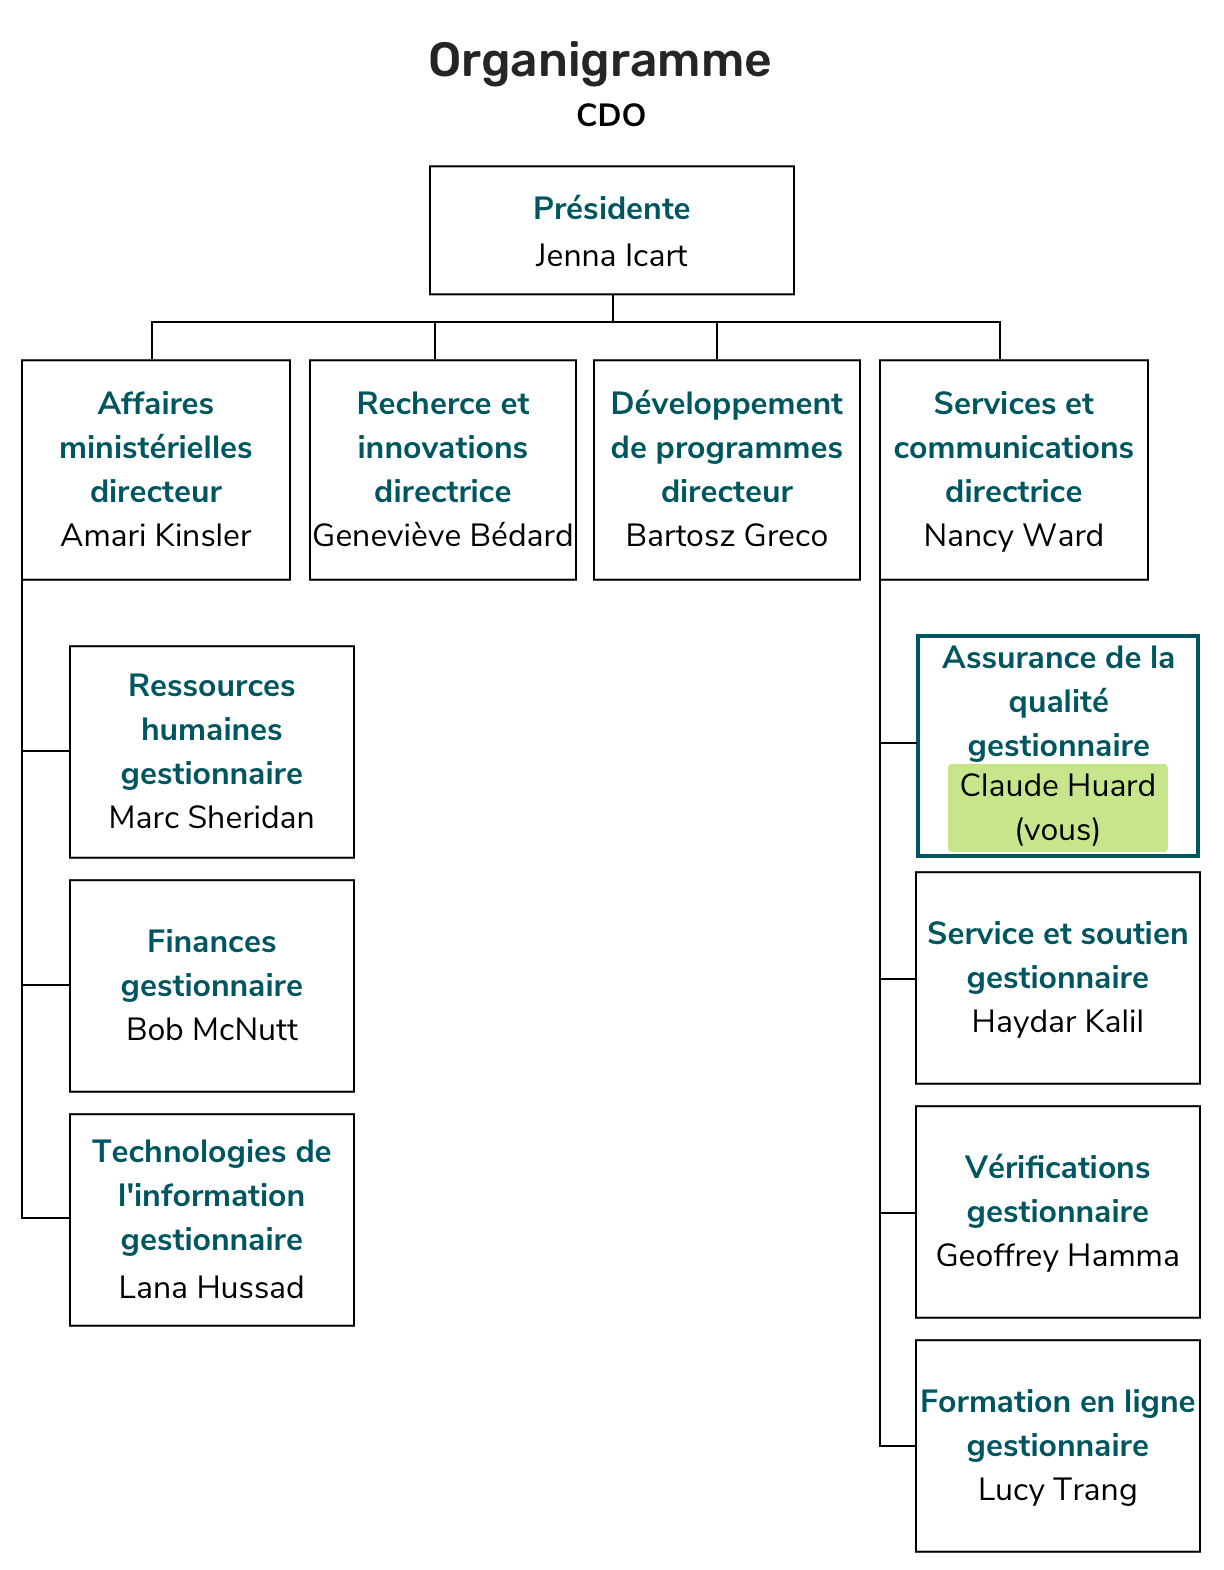 Organigramme
CDO
Présidente
Jenna Icart
Affaires
ministérielles
directeur
Amari Kinsler
Recherce et
innovations
directrice
Geneviève Bédard
Développement
de programmes
directeur
Bartosz Greco
Services et
communications
directrice
Nancy Ward
Ressources
humaines
gestionnaire
Marc Sheridan
Finances
gestionnaire
Bob McNutt
Technologies de
l'information
gestionnaire
Lana Hussad
Assurance de la
qualité
gestionnaire
Claude Huard
(vous)
Service et soutien
gestionnaire
Haydar Kalil
Vérifications
gestionnaire
Geoffrey Hamma
Formation en ligne
gestionnaire
Lucy Trang